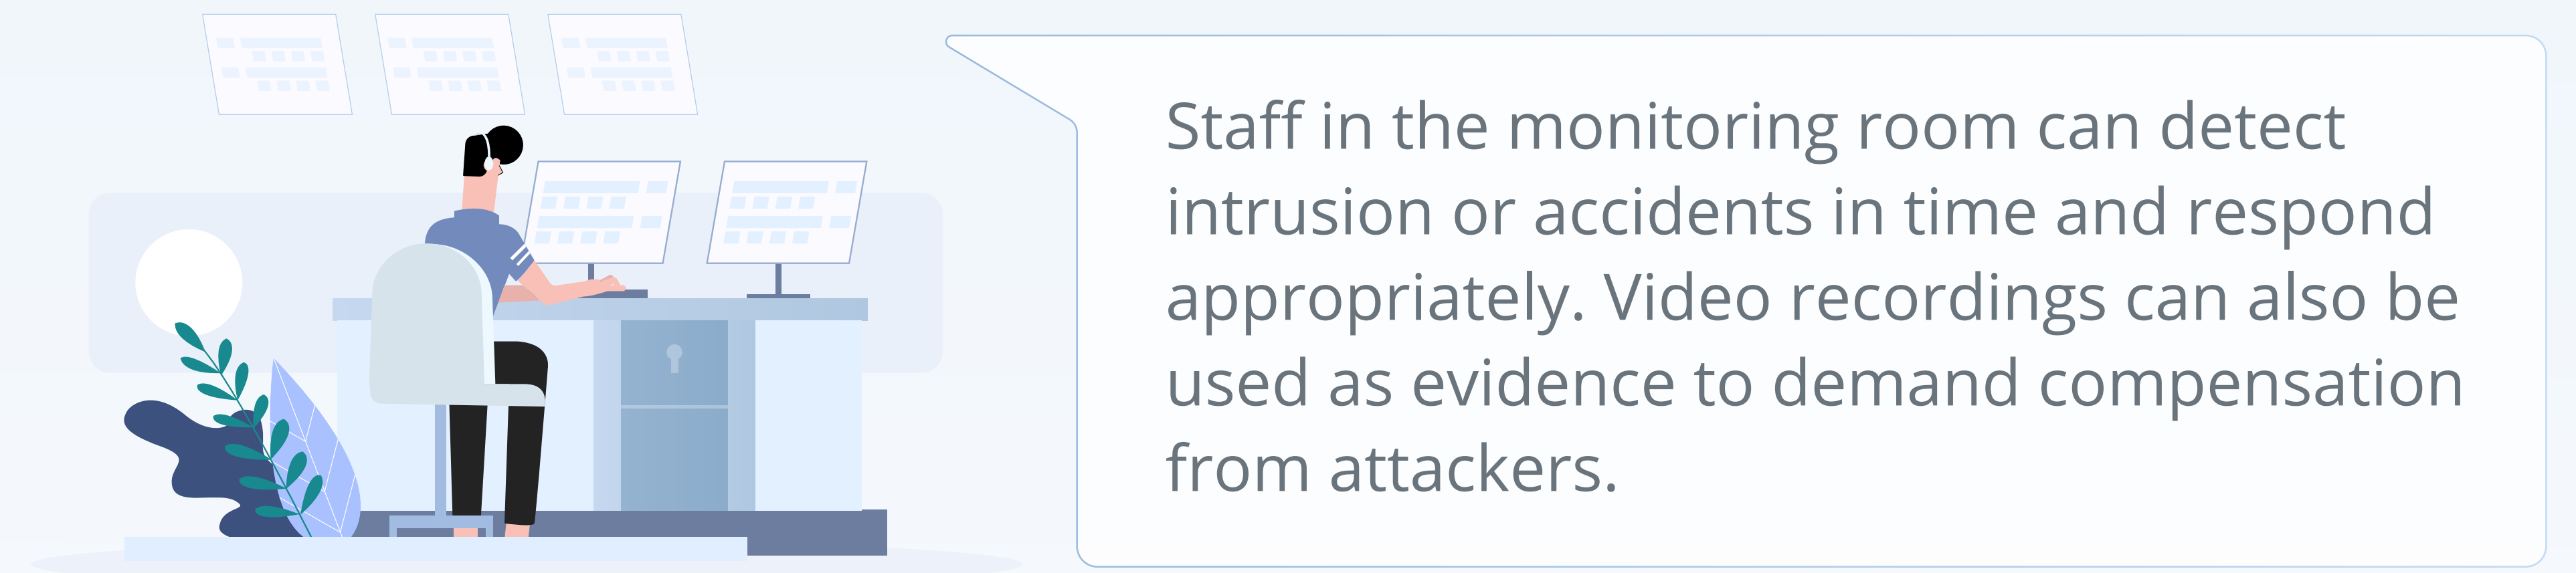 Staff in the monitoring room can detect
intrusion or accidents in time and respond
appropriately. Video recordings can also be
used as evidence to demand compensation
from attackers.